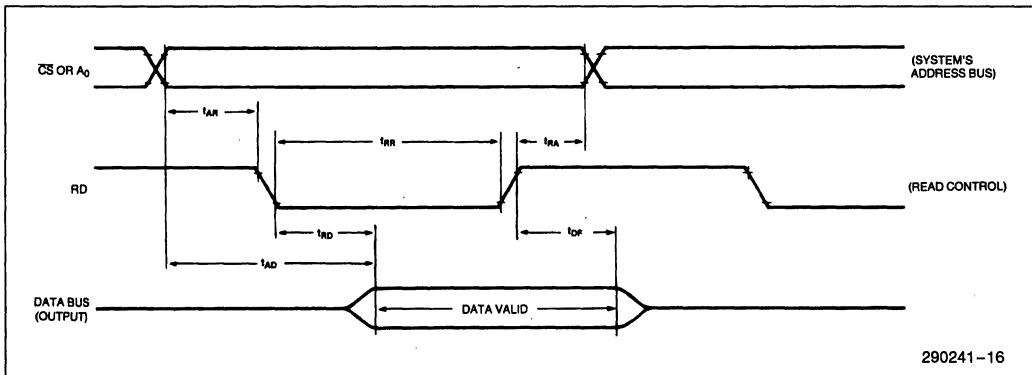 C̅S̅ OR A₀
(SYSTEM'S
ADDRESS BUS)
tAR
tRR
tRA
RD
(READ CONTROL)
tRD
tDF
tAD
DATA BUS
(OUTPUT)
DATA VALID
290241–16